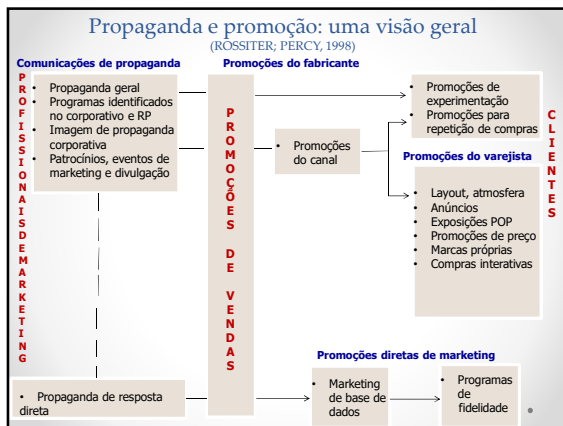 Propaganda e promoção: uma visão geral
(ROSSITER; PERCY, 1998)
Comunicações de propaganda
Promoções do fabricante
PROFISSIONAIS DE MARKETING
• Propaganda geral
• Programas identificados
no corporativo e RP
• Imagem de propaganda
corporativa
• Patrocínios, eventos de
marketing e divulgação
PROMOÇÕES DE VENDAS
• Promoções
do canal
• Promoções de
experimentação
• Promoções para
repetição de compras
CLIENTES
Promoções do varejista
• Layout, atmosfera
• Anúncios
• Exposições POP
• Promoções de preço
• Marcas próprias
• Compras interativas
Promoções diretas de marketing
• Propaganda de resposta
direta
• Marketing
de base de
dados
• Programas
de
fidelidade